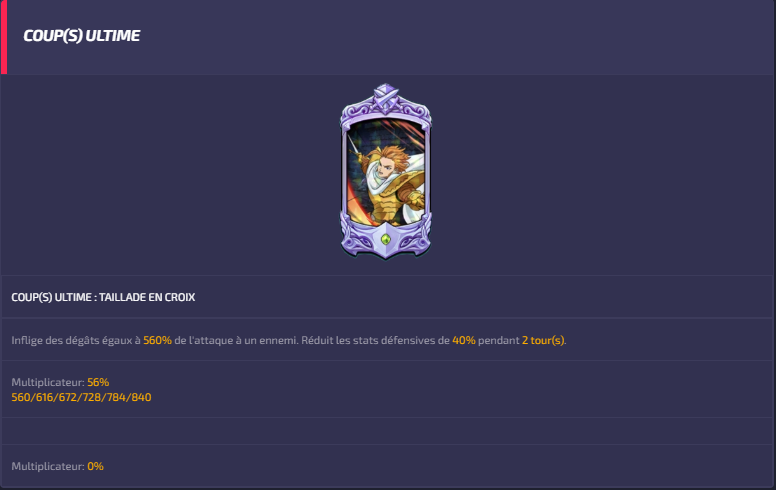 COUP(S) ULTIME
COUP(S) ULTIME : TAILLADE EN CROIX
Inflige des dégâts égaux à 560% de l'attaque à un ennemi. Réduit les stats défensives de 40% pendant 2 tour(s).
Multiplicateur: 56%
560/616/672/728/784/840
Multiplicateur: 0%